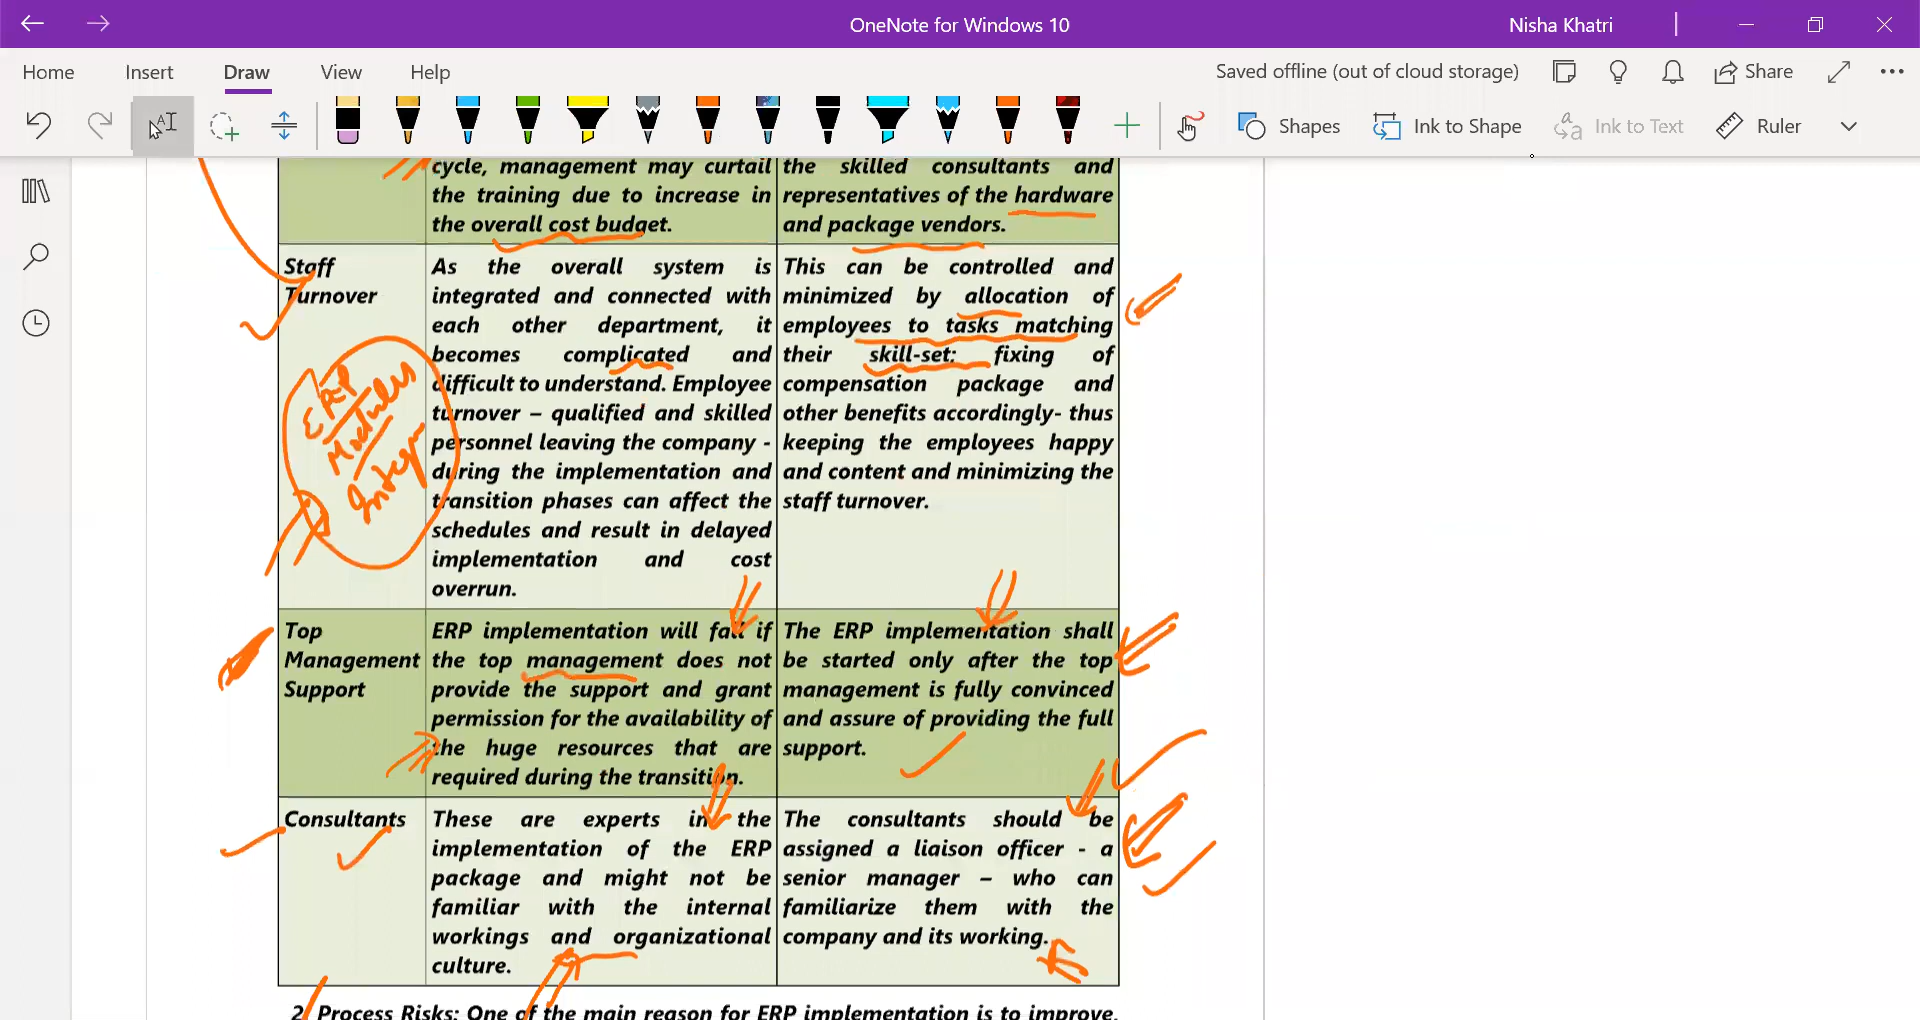 OneNote for Windows 10
Nisha Khatri
Home Insert Draw View Help
Saved offline (out of cloud storage)
Share
Shapes
Ink to Shape
Ink to Text
Ruler
cycle, management may curtail
the training due to increase in
the overall cost budget.
the skilled consultants and
representatives of the hardware
and package vendors.
Staff
Turnover
As the overall system is
integrated and connected with
each other department, it
becomes complicated and
difficult to understand. Employee
turnover – qualified and skilled
personnel leaving the company -
during the implementation and
transition phases can affect the
schedules and result in delayed
implementation and cost
overrun.
This can be controlled and
minimized by allocation of
employees to tasks matching
their skill-set; fixing of
compensation package and
other benefits accordingly- thus
keeping the employees happy
and content and minimizing the
staff turnover.
ERP
Modules
Top
Management
Support
ERP implementation will fail if
the top management does not
provide the support and grant
permission for the availability of
the huge resources that are
required during the transition.
The ERP implementation shall
be started only after the top
management is fully convinced
and assure of providing the full
support.
Consultants
These are experts in the
implementation of the ERP
package and might not be
familiar with the internal
workings and organizational
culture.
The consultants should be
assigned a liaison officer - a
senior manager – who can
familiarize them with the
company and its working.
2 Process Risks: One of the main reason for ERP implementation is to improve,